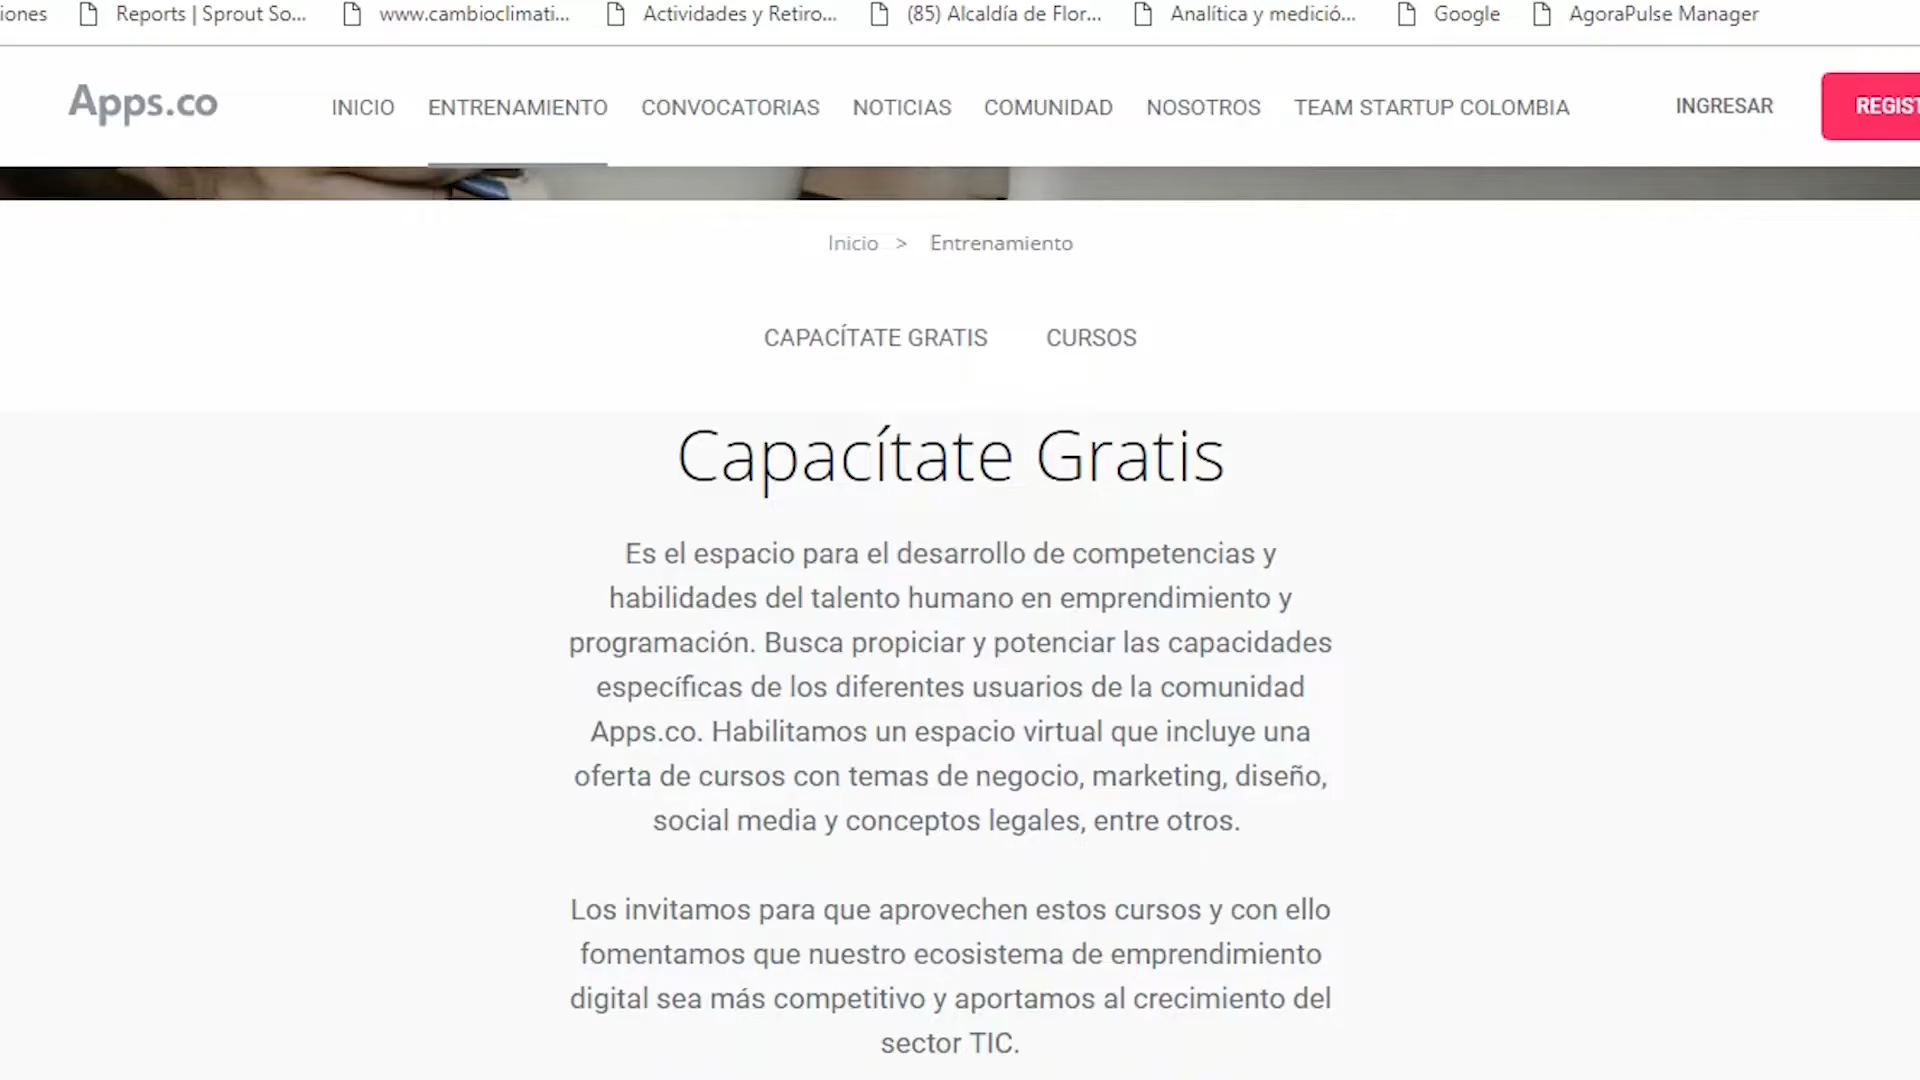 iones Reports | Sprout So... www.cambioclimati... Actividades y Retiro... (85) Alcaldía de Flor... Analítica y medició... Google AgoraPulse Manager
Apps.co INICIO ENTRENAMIENTO CONVOCATORIAS NOTICIAS COMUNIDAD NOSOTROS TEAM STARTUP COLOMBIA INGRESAR REGIST
Inicio > Entrenamiento
CAPACÍTATE GRATIS CURSOS
Capacítate Gratis
Es el espacio para el desarrollo de competencias y
habilidades del talento humano en emprendimiento y
programación. Busca propiciar y potenciar las capacidades
específicas de los diferentes usuarios de la comunidad
Apps.co. Habilitamos un espacio virtual que incluye una
oferta de cursos con temas de negocio, marketing, diseño,
social media y conceptos legales, entre otros.
Los invitamos para que aprovechen estos cursos y con ello
fomentamos que nuestro ecosistema de emprendimiento
digital sea más competitivo y aportamos al crecimiento del
sector TIC.